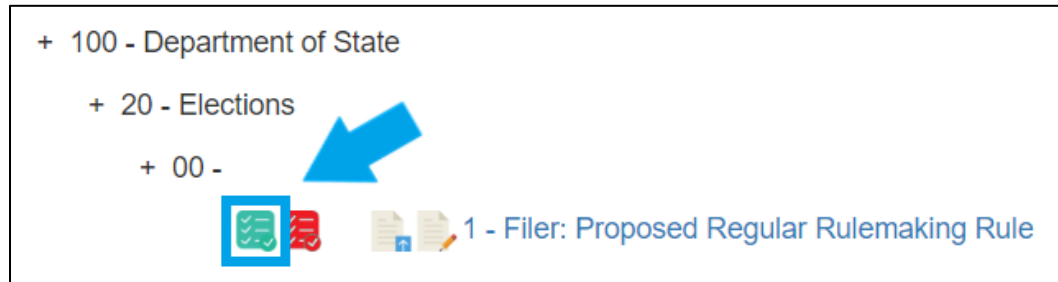 + 100 - Department of State
+ 20 - Elections
+ 00 -
1 - Filer: Proposed Regular Rulemaking Rule